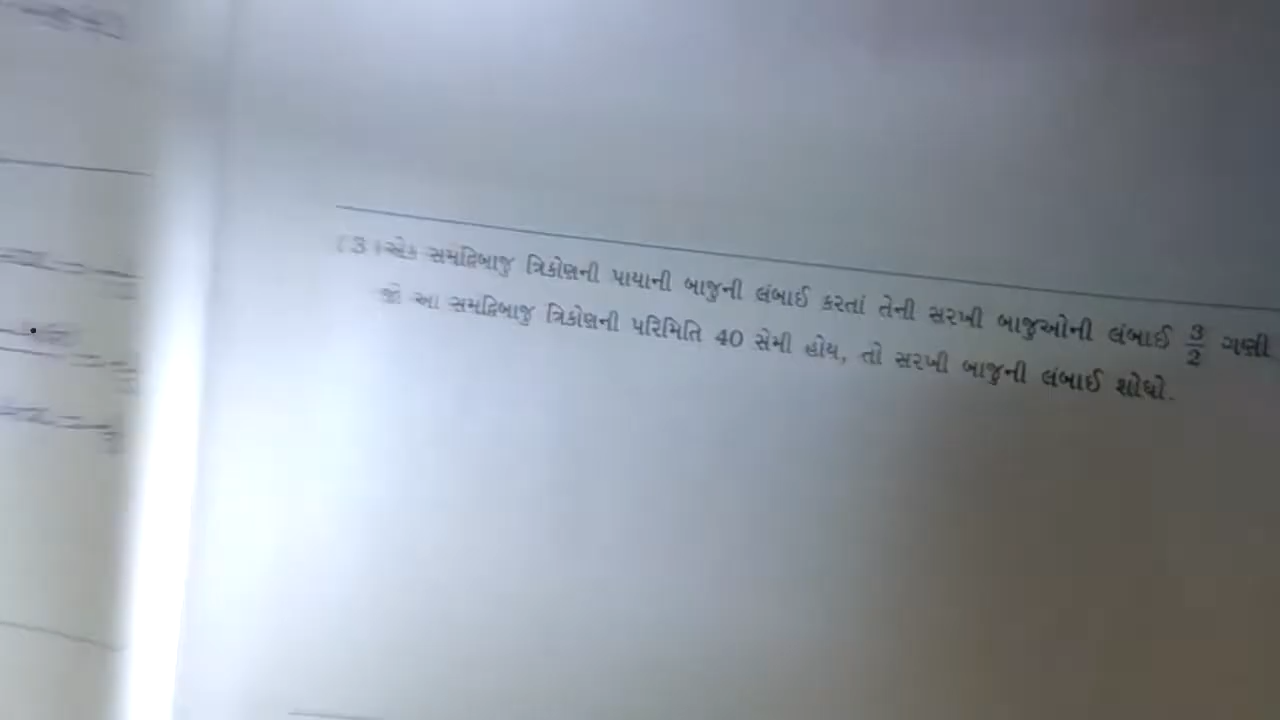 (3) એક સમદ્વિબાજુ ત્રિકોણની પાયાની બાજુની લંબાઈ કરતાં તેની સરખી બાજુઓની લંબાઈ 3/2 ગણી
જો આ સમદ્વિબાજુ ત્રિકોણની પરિમિતિ 40 સેમી હોય, તો સરખી બાજુની લંબાઈ શોધો.